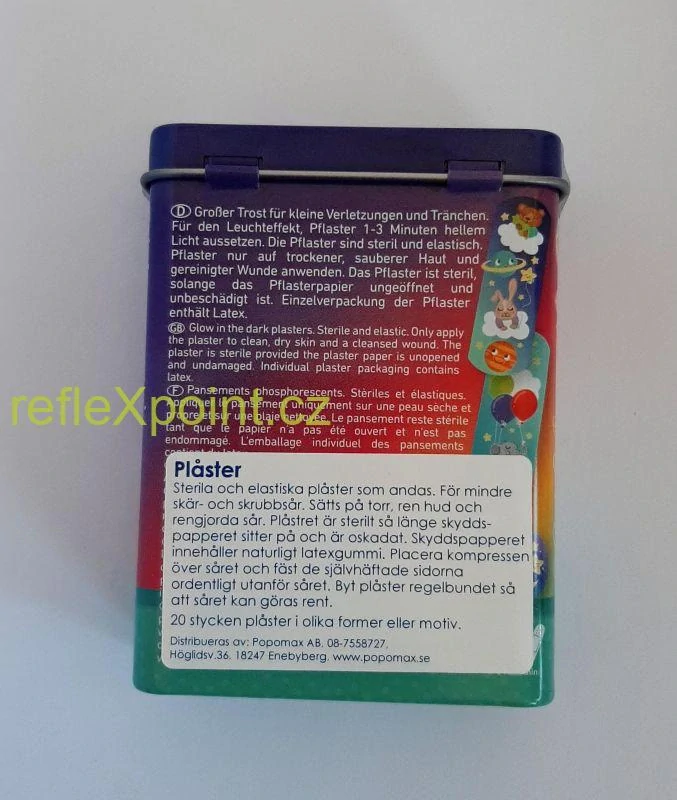 D Großer Trost für kleine Verletzungen und Tränchen.
Für den Leuchteffekt, Pflaster 1-3 Minuten hellem
Licht aussetzen. Die Pflaster sind steril und elastisch.
Pflaster nur auf trockener, sauberer Haut und
gereinigter Wunde anwenden. Das Pflaster ist steril,
solange das Pflasterpapier ungeöffnet und
unbeschädigt ist. Einzelverpackung der Pflaster
enthält Latex.
GB Glow in the dark plasters. Sterile and elastic. Only apply
the plaster to clean, dry skin and a cleansed wound. The
plaster is sterile provided the plaster paper is unopened
and undamaged. Individual plaster packaging contains
latex.
F Pansements phosphorescents. Stériles et élastiques.
refleXpoint.cz
Appliquer le pansement uniquement sur une peau sèche et
propre et sur une plaie nettoyée. Le pansement reste stérile
tant que le papier n'a pas été ouvert et n'est pas
endommagé. L'emballage individuel des pansements
Plåster
Sterila och elastiska plåster som andas. För mindre
skär- och skrubbsår. Sätts på torr, ren hud och
rengjorda sår. Plåstret är sterilt så länge skydds-
papperet sitter på och är oskadat. Skyddspapperet
innehåller naturligt latexgummi. Placera kompressen
över såret och fäst de självhäftade sidorna
ordentligt utanför såret. Byt plåster regelbundet så
att såret kan göras rent.
20 stycken plåster i olika former eller motiv.
Distribueras av: Popomax AB, 08-7558727,
Höglidsv.36, 18247 Enebyberg, www.popomax.se